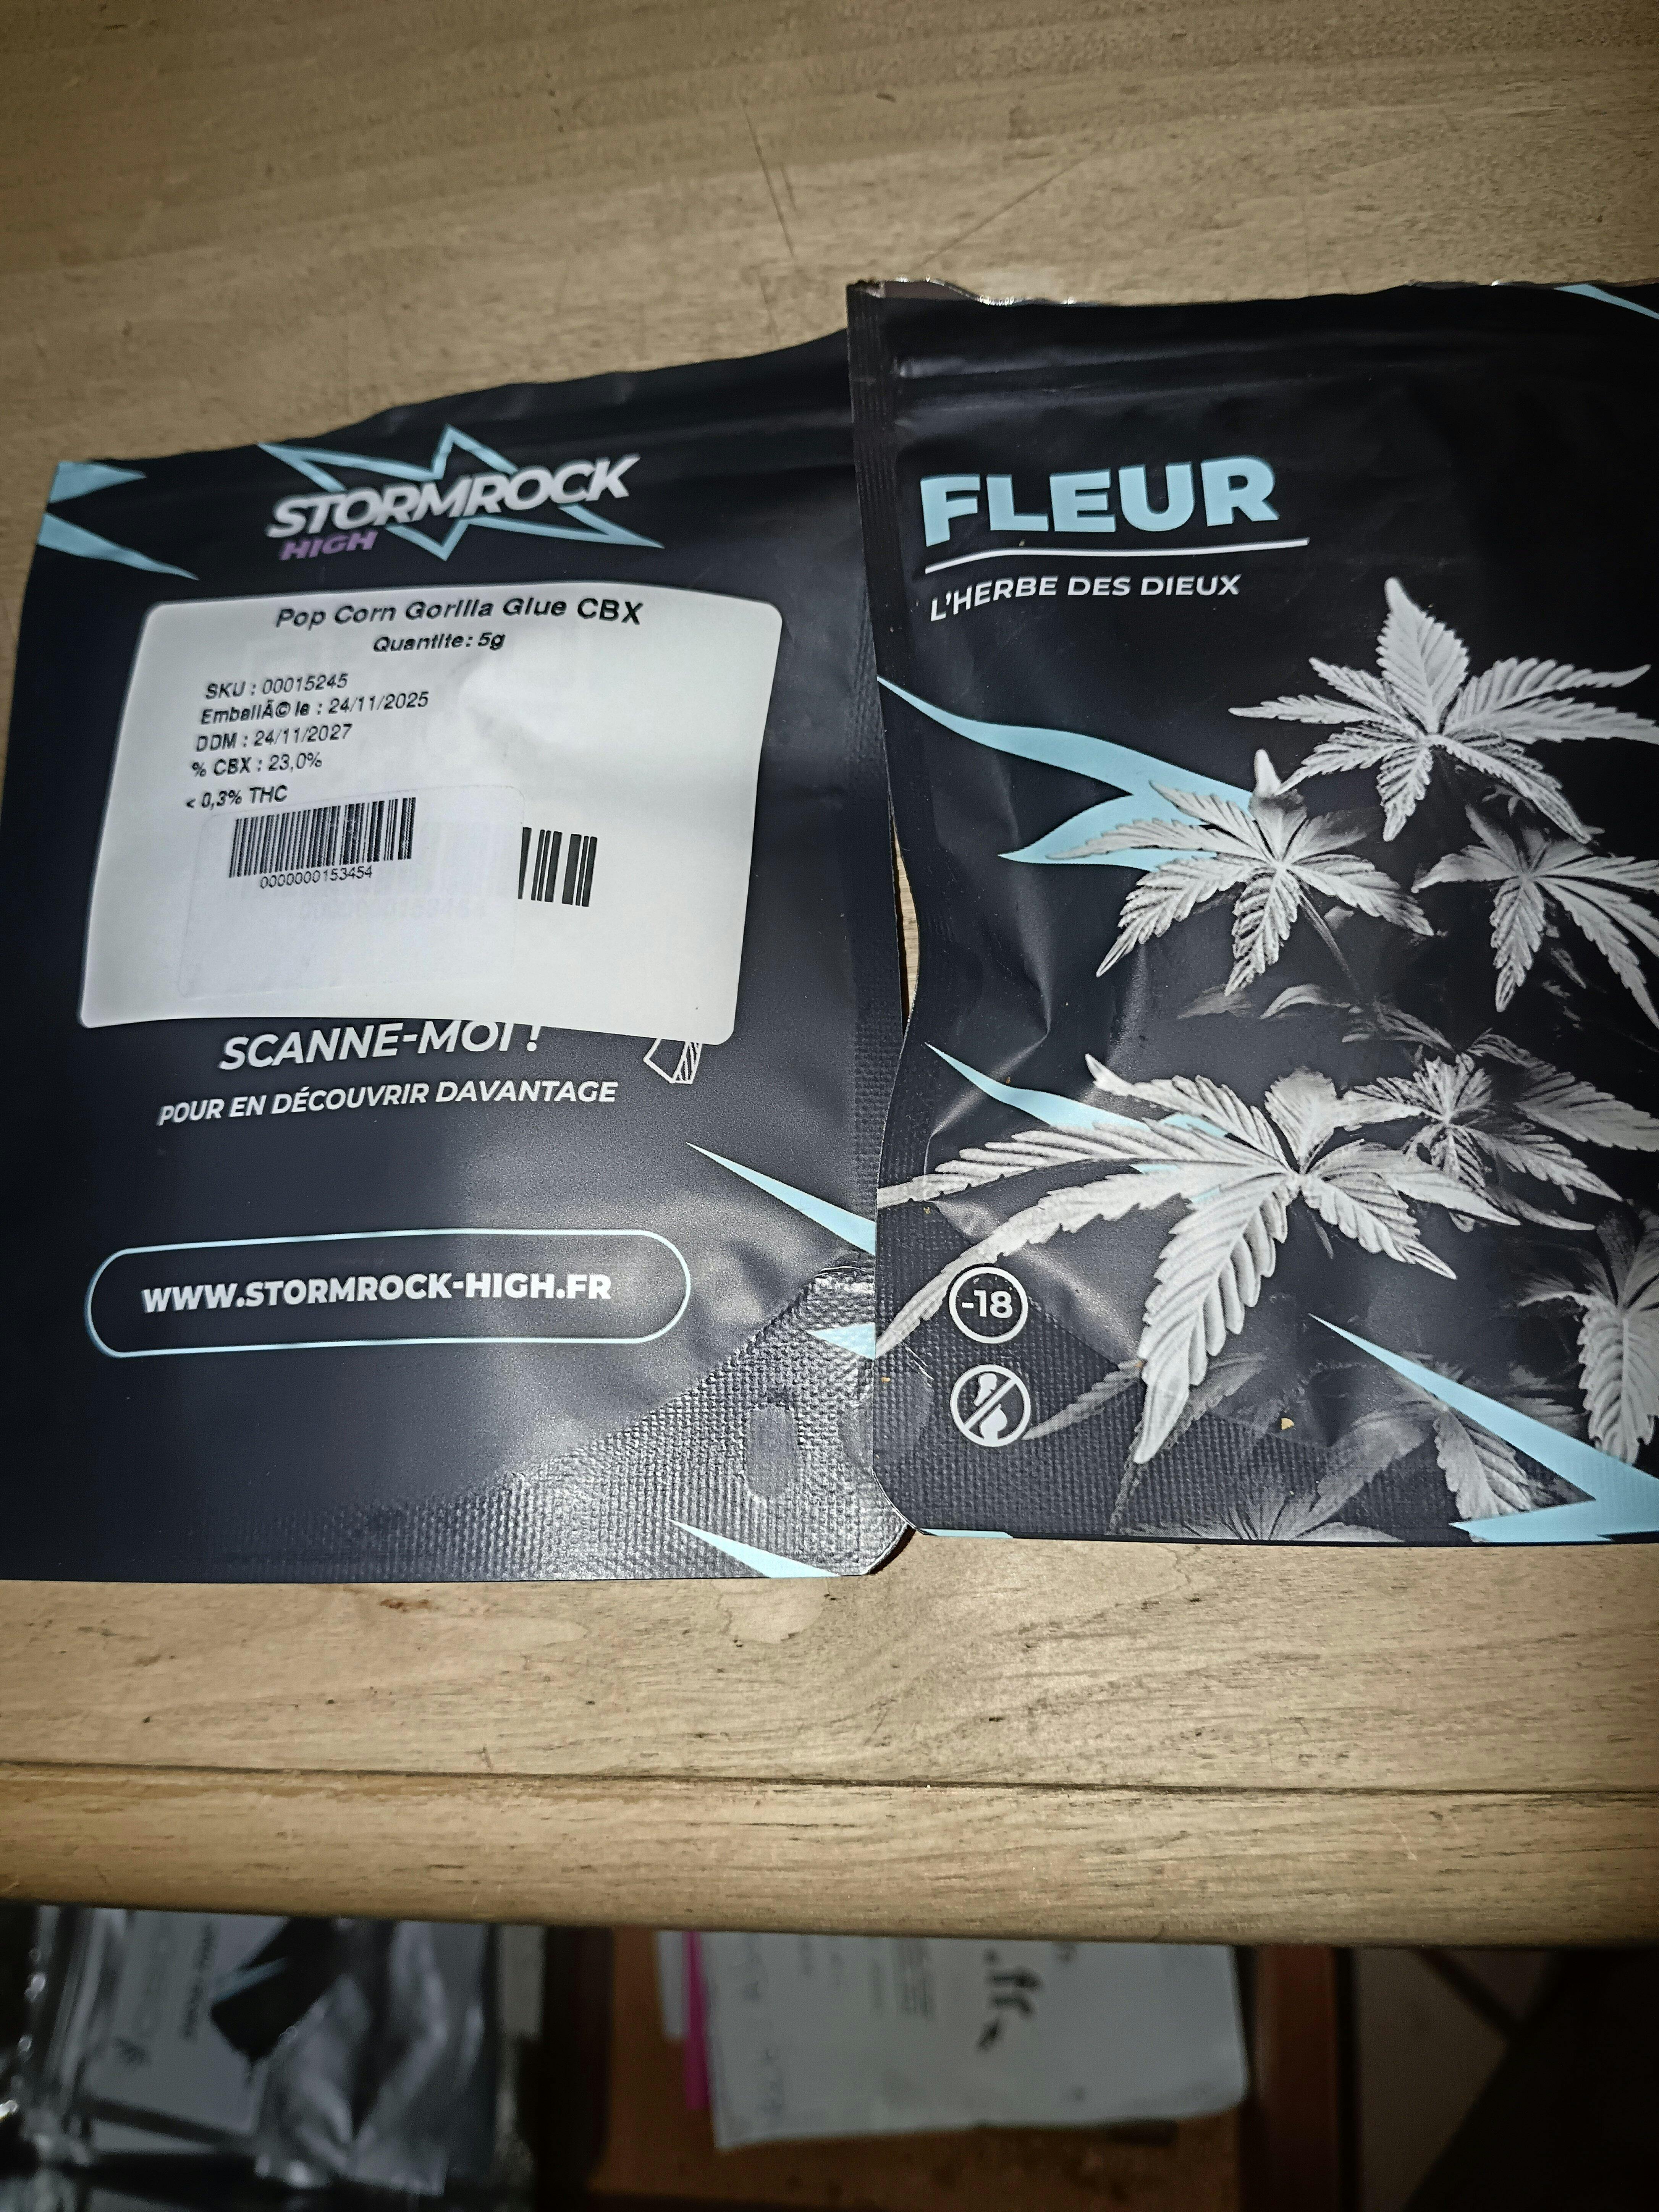 STORMROCK
HIGH
Pop Corn Gorilla Glue CBX
Quantite: 5g
SKU : 00015245
EmballÃ© le : 24/11/2025
DDM : 24/11/2027
% CBX : 23,0%
< 0,3% THC
0000000153454
SCANNE-MOI !
POUR EN DÉCOUVRIR DAVANTAGE
WWW.STORMROCK-HIGH.FR
FLEUR
L'HERBE DES DIEUX
-18